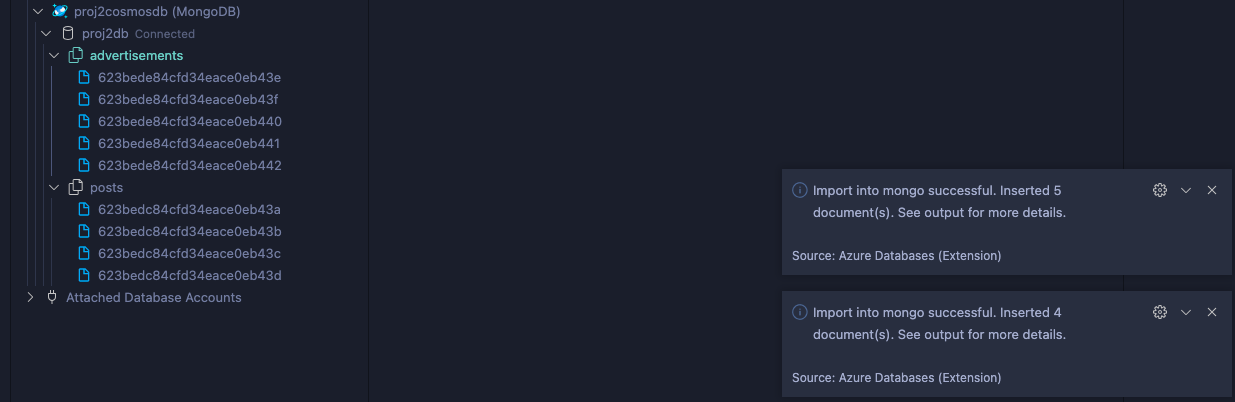 proj2cosmosdb (MongoDB)
proj2db Connected
advertisements
623bede84cfd34eace0eb43e
623bede84cfd34eace0eb43f
623bede84cfd34eace0eb440
623bede84cfd34eace0eb441
623bede84cfd34eace0eb442
posts
623bedc84cfd34eace0eb43a
623bedc84cfd34eace0eb43b
623bedc84cfd34eace0eb43c
623bedc84cfd34eace0eb43d
Attached Database Accounts
Import into mongo successful. Inserted 5
document(s). See output for more details.
Source: Azure Databases (Extension)
Import into mongo successful. Inserted 4
document(s). See output for more details.
Source: Azure Databases (Extension)